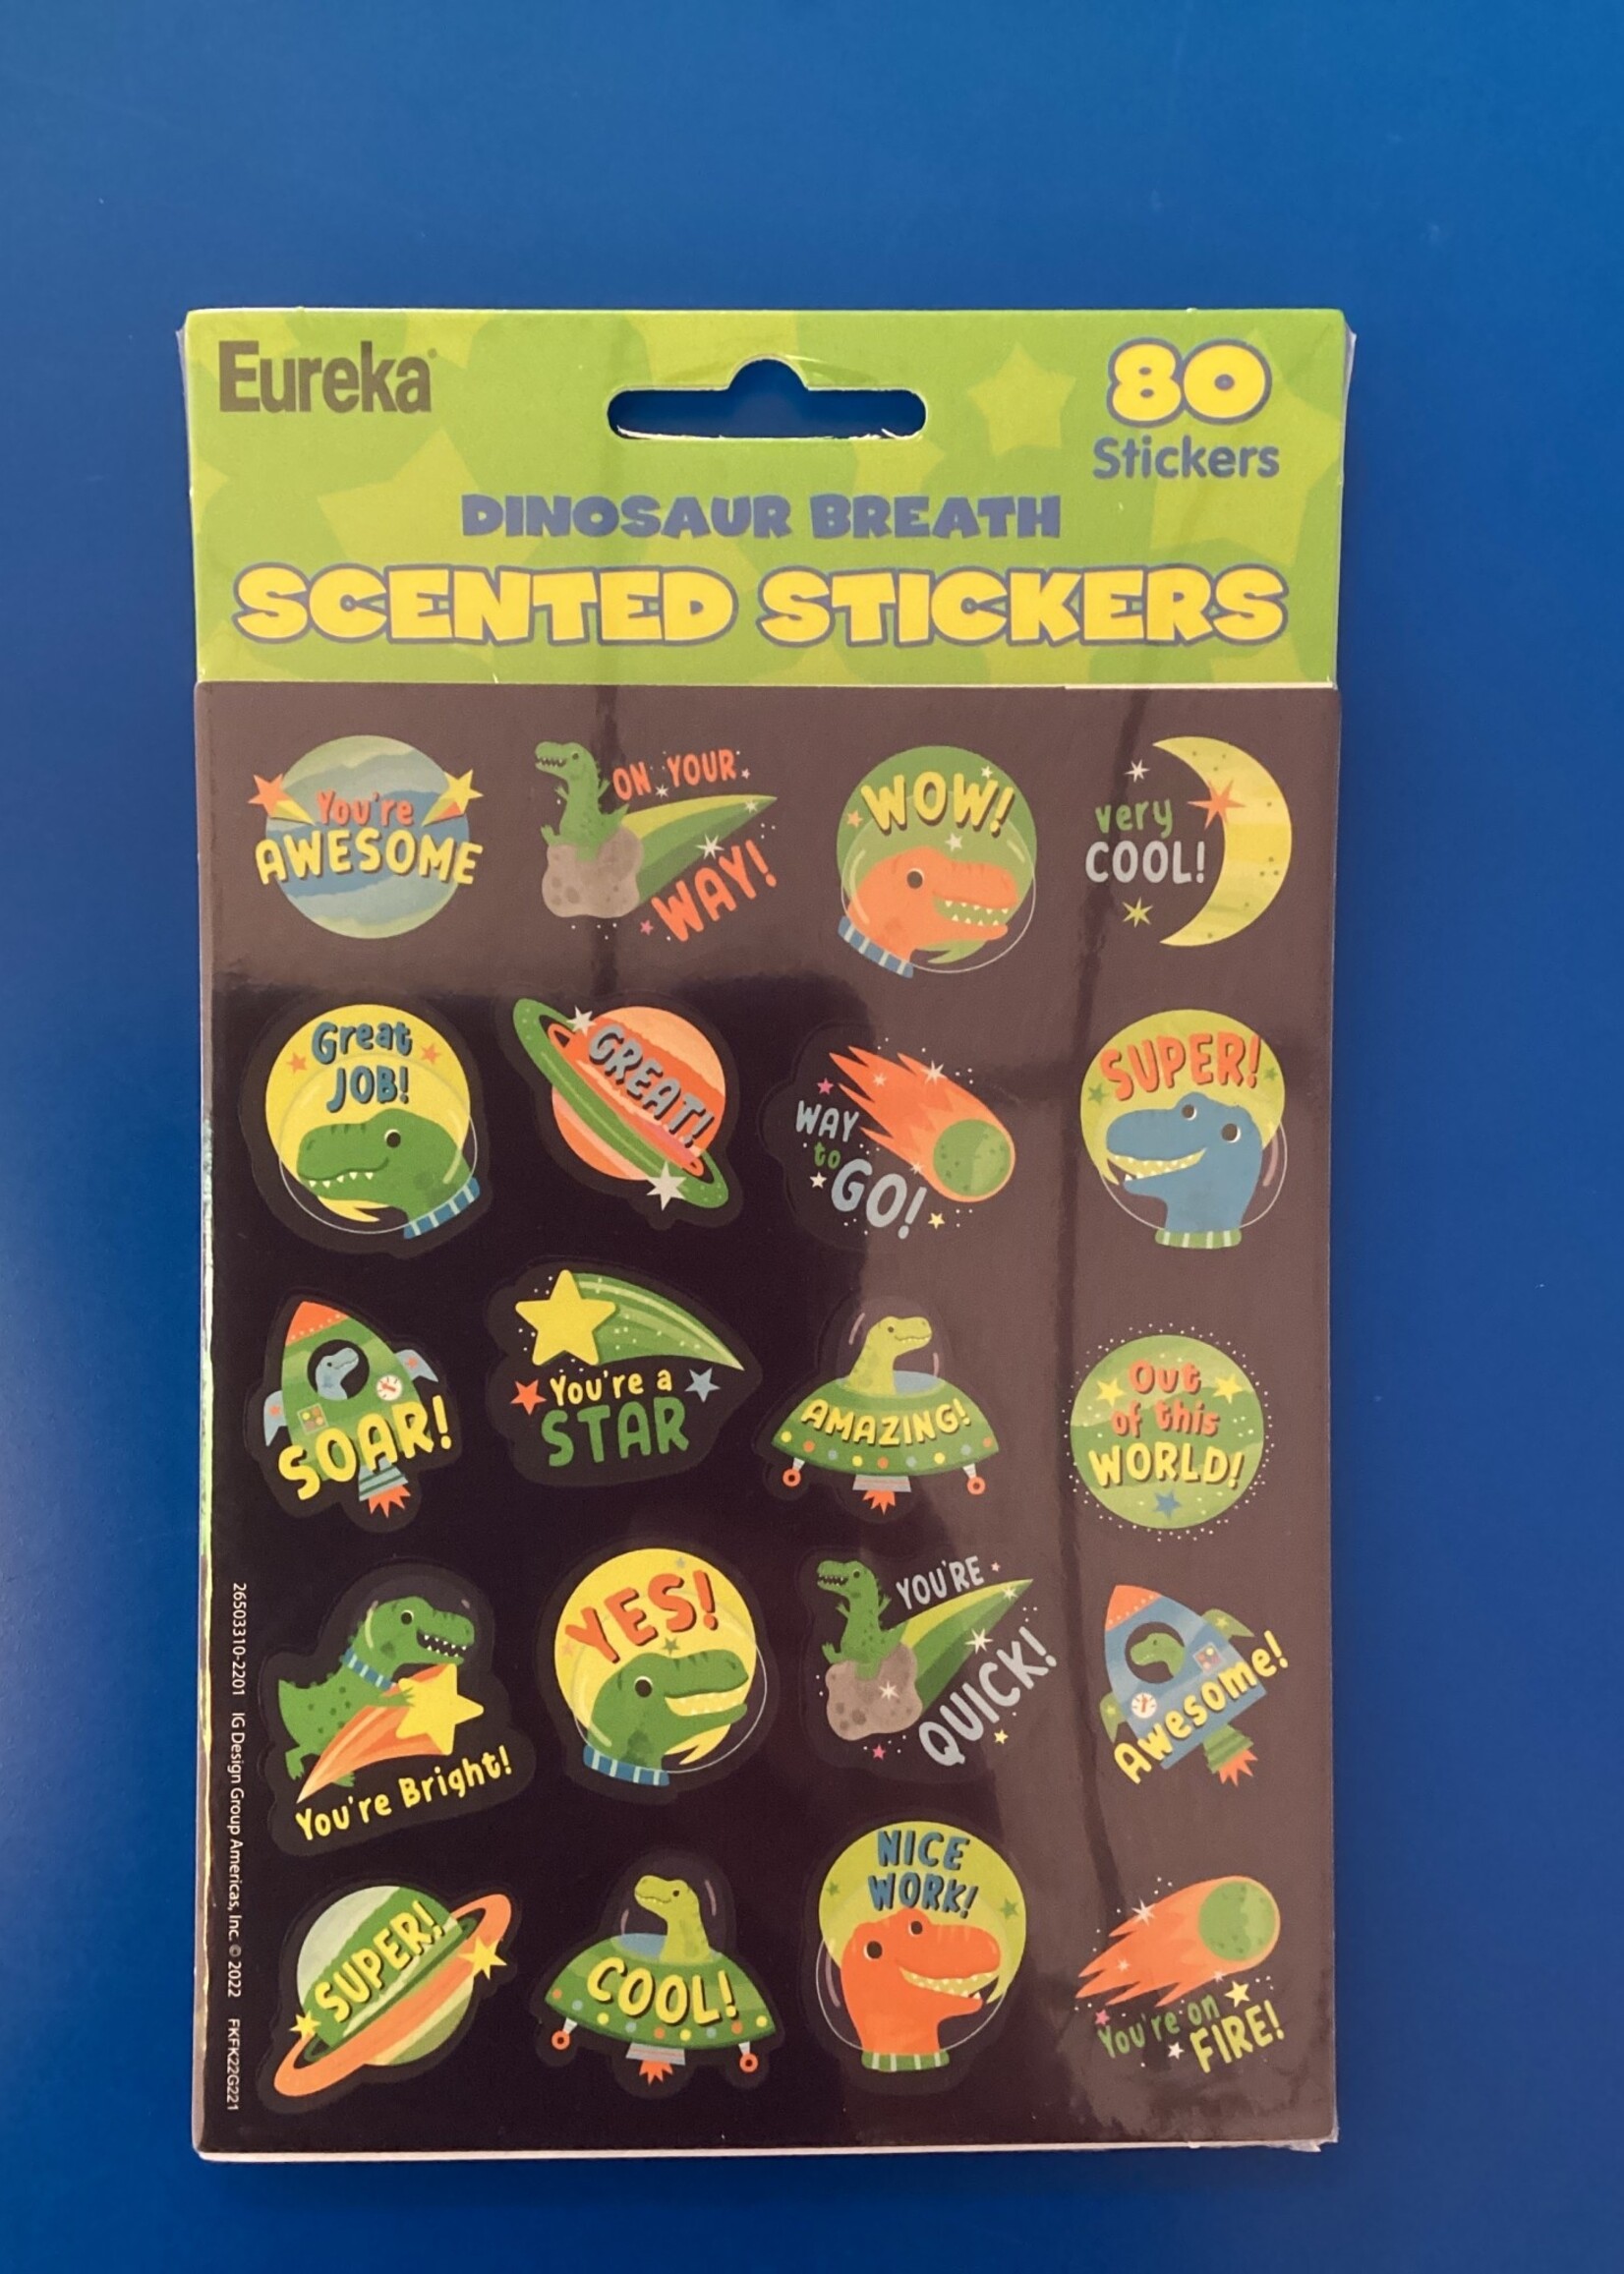 Eureka
80
Stickers
DINOSAUR BREATH
SCENTED STICKERS
You're
AWESOME
ON YOUR
WAY!
WOW!
very
COOL!
Great
JOB!
GREAT!
WAY
to
GO!
SUPER!
SOAR!
You're a
STAR
AMAZING!
Out
of this
WORLD!
You're Bright!
YES!
YOU'RE
QUICK!
Awesome!
SUPER!
COOL!
NICE
WORK!
You're on
FIRE!
26503310-2201 IG Design Group Americas, Inc. © 2022 FKFK22G221